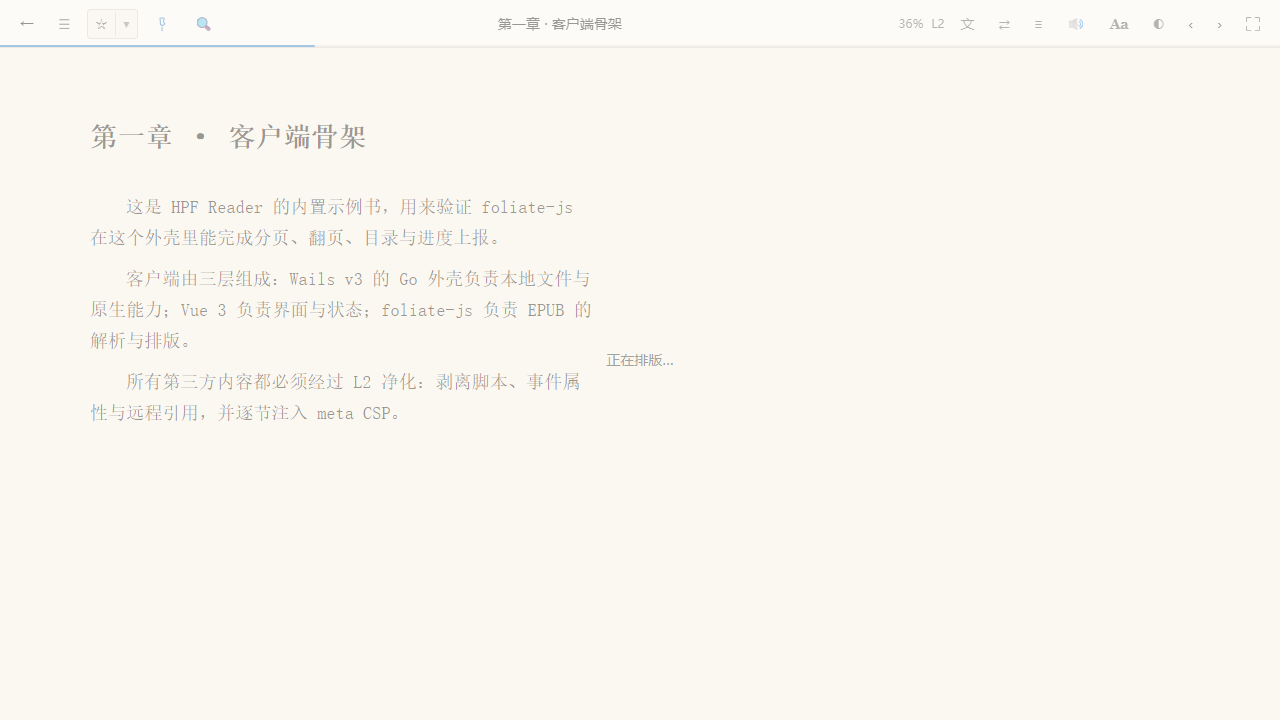 第一章 · 客户端骨架
36% L2 文 Aa
第一章 · 客户端骨架
这是 HPF Reader 的内置示例书，用来验证 foliate-js
在这个外壳里能完成分页、翻页、目录与进度上报。
客户端由三层组成：Wails v3 的 Go 外壳负责本地文件与
原生能力；Vue 3 负责界面与状态；foliate-js 负责 EPUB 的
解析与排版。
正在排版…
所有第三方内容都必须经过 L2 净化：剥离脚本、事件属
性与远程引用，并逐节注入 meta CSP。